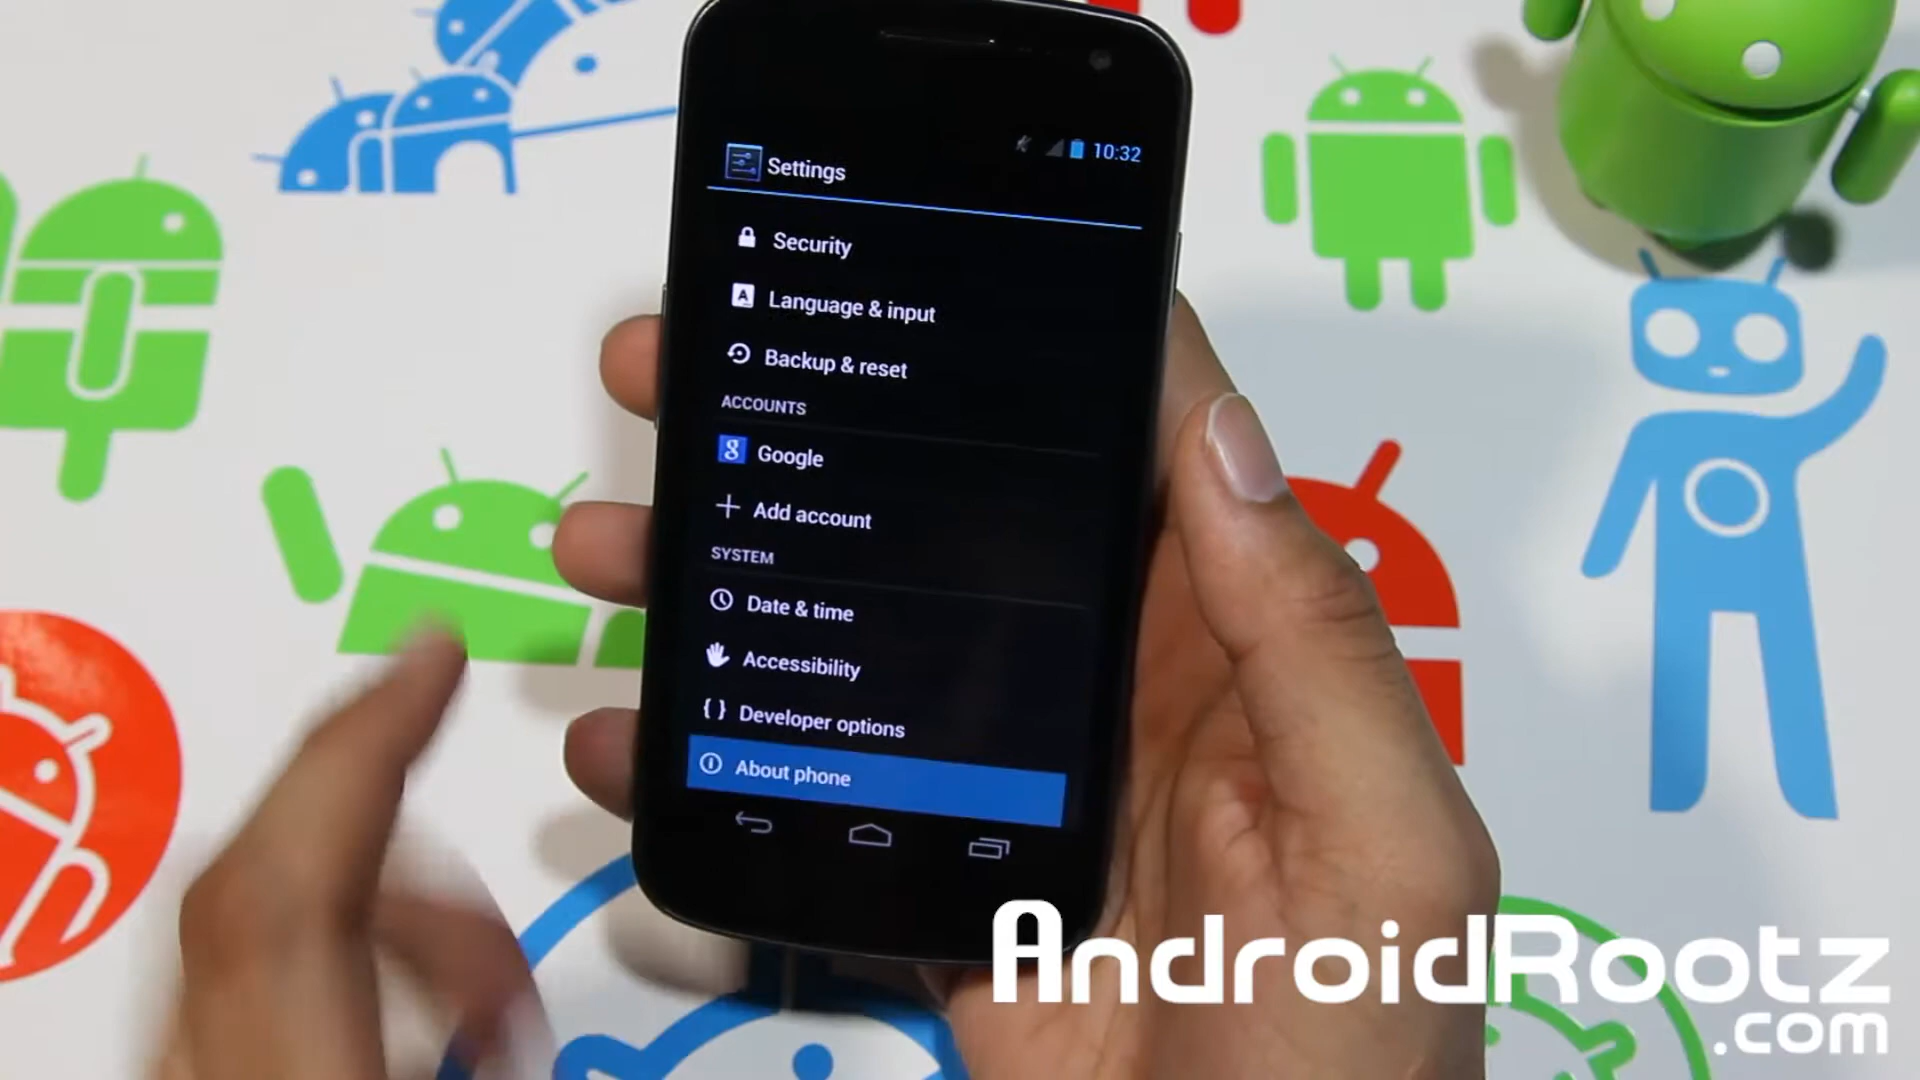 10:32
Settings
Security
Language & input
Backup & reset
ACCOUNTS
Google
Add account
SYSTEM
Date & time
Accessibility
Developer options
About phone
AndroidRootz
.com